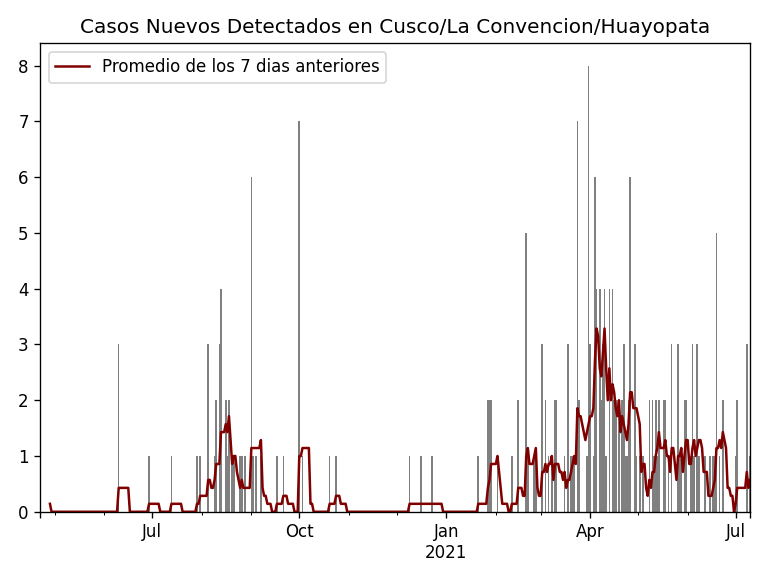 Casos Nuevos Detectados en Cusco/La Convencion/Huayopata
Promedio de los 7 dias anteriores
8
7
6
5
4
3
2
1
0
Jul
Oct
Jan
2021
Apr
Jul